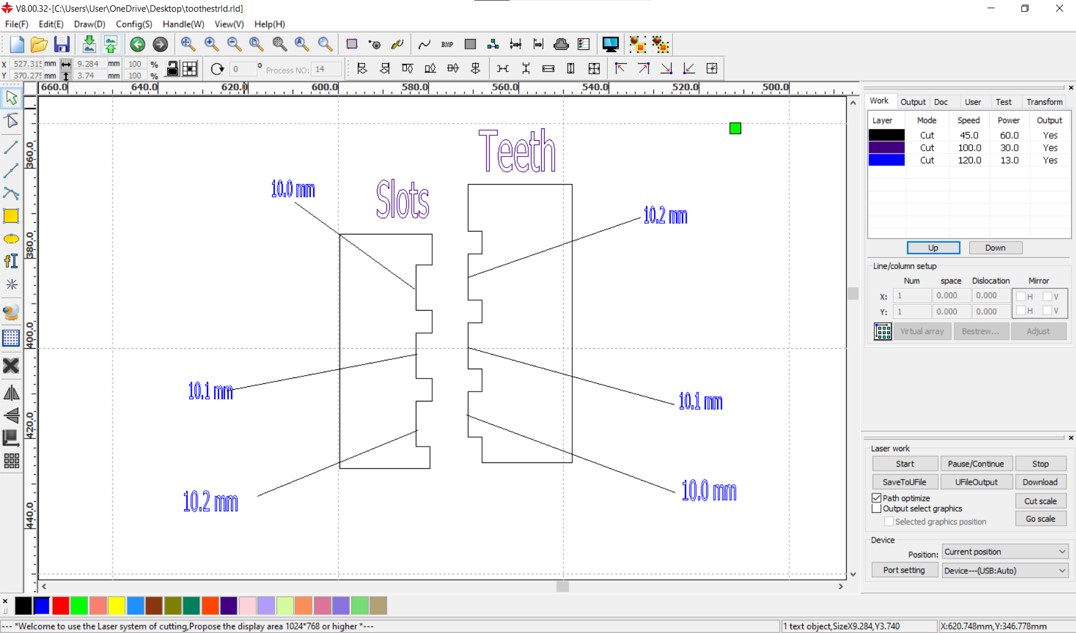 V8.00.32-[C:\Users\User\OneDrive\Desktop\toothestrld.rld]
File(F) Edit(E) Draw(D) Config(S) Handle(W) View(V) Help(H)
X 527.315 mm 9.284 mm 100 %
Y 370.275 mm 3.74 mm 100 %
0 ° Process NO: 14
660.0 640.0 620.0 600.0 580.0 560.0 540.0 520.0 500.0
360.0
380.0
400.0
420.0
440.0
Teeth
Slots
10.0 mm
10.2 mm
10.1 mm
10.1 mm
10.2 mm
10.0 mm
Work Output Doc User Test Transform
Layer Mode Speed Power Output
Cut 45.0 60.0 Yes
Cut 100.0 30.0 Yes
Cut 120.0 13.0 Yes
Up Down
Line/column setup
Num space Dislocation Mirror
X: 1 0.000 0.000 H V
Y: 1 0.000 0.000 H V
Virtual array Bestrew... Adjust
Laser work
Start Pause/Continue Stop
SaveToUFile UFileOutput Download
Path optimize
Output select graphics
Cut scale
Selected graphics position
Go scale
Device
Position: Current position
Port setting Device---(USB:Auto)
--- *Welcome to use the Laser system of cutting,Propose the display area 1024*768 or higher *---
1 text object,SizeX9.284,Y3.740
X:620.748mm,Y:346.778mm